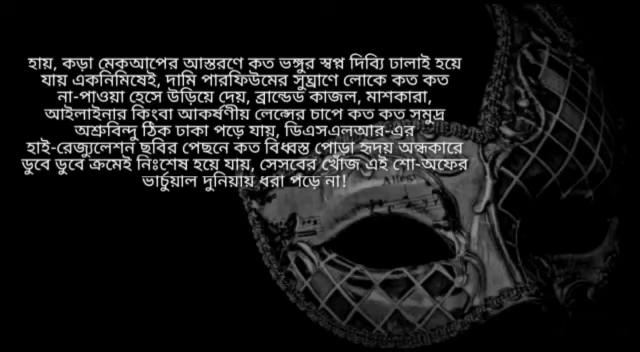 হায়, কড়া মেকআপের আস্তরণে কত ভঙ্গুর স্বপ্ন দিব্যি ঢালাই হয়ে
যায় একনিমিষেই, দামি পারফিউমের সুঘ্রাণে লোকে কত কত
না-পাওয়া হেসে উড়িয়ে দেয়, ব্রান্ডেড কাজল, মাশকারা,
আইলাইনার কিংবা আকর্ষণীয় লেন্সের চাপে কত কত সমুদ্র
অশ্রুবিন্দু ঠিক ঢাকা পড়ে যায়, ডিএসএলআর-এর
হাই-রেজ্যুলেশন ছবির পেছনে কত বিধ্বস্ত পোড়া হৃদয় অন্ধকারে
ডুবে ডুবে ক্রমেই নিঃশেষ হয়ে যায়, সেসবের খোঁজ এই শো-অফের
ভার্চুয়াল দুনিয়ায় ধরা পড়ে না!